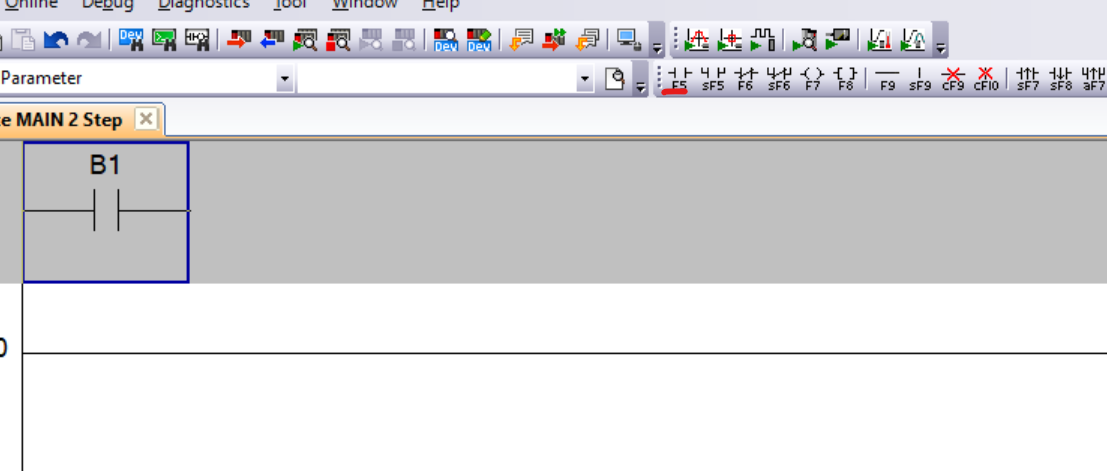 Online Debug Diagnostics Tool Window Help
Dev Dev Dev
Parameter
F5 sF5 F6 sF6 F7 F8 F9 sF9 cF9 cF10 sF7 sF8 aF7
e MAIN 2 Step
B1
0